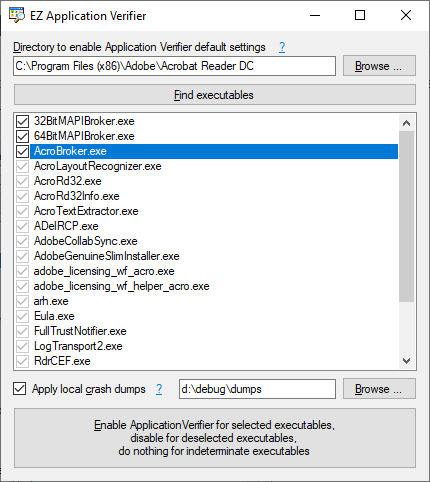 EZ Application Verifier
Directory to enable Application Verifier default settings ?
C:\Program Files (x86)\Adobe\Acrobat Reader DC Browse ...
Find executables
32BitMAPIBroker.exe
64BitMAPIBroker.exe
AcroBroker.exe
AcroLayoutRecognizer.exe
AcroRd32.exe
AcroRd32Info.exe
AcroTextExtractor.exe
ADelRCP.exe
AdobeCollabSync.exe
AdobeGenuineSlimInstaller.exe
adobe_licensing_wf_acro.exe
adobe_licensing_wf_helper_acro.exe
arh.exe
Eula.exe
FullTrustNotifier.exe
LogTransport2.exe
RdrCEF.exe
Apply local crash dumps ? d:\debug\dumps Browse ...
Enable ApplicationVerifier for selected executables,
disable for deselected executables,
do nothing for indeterminate executables